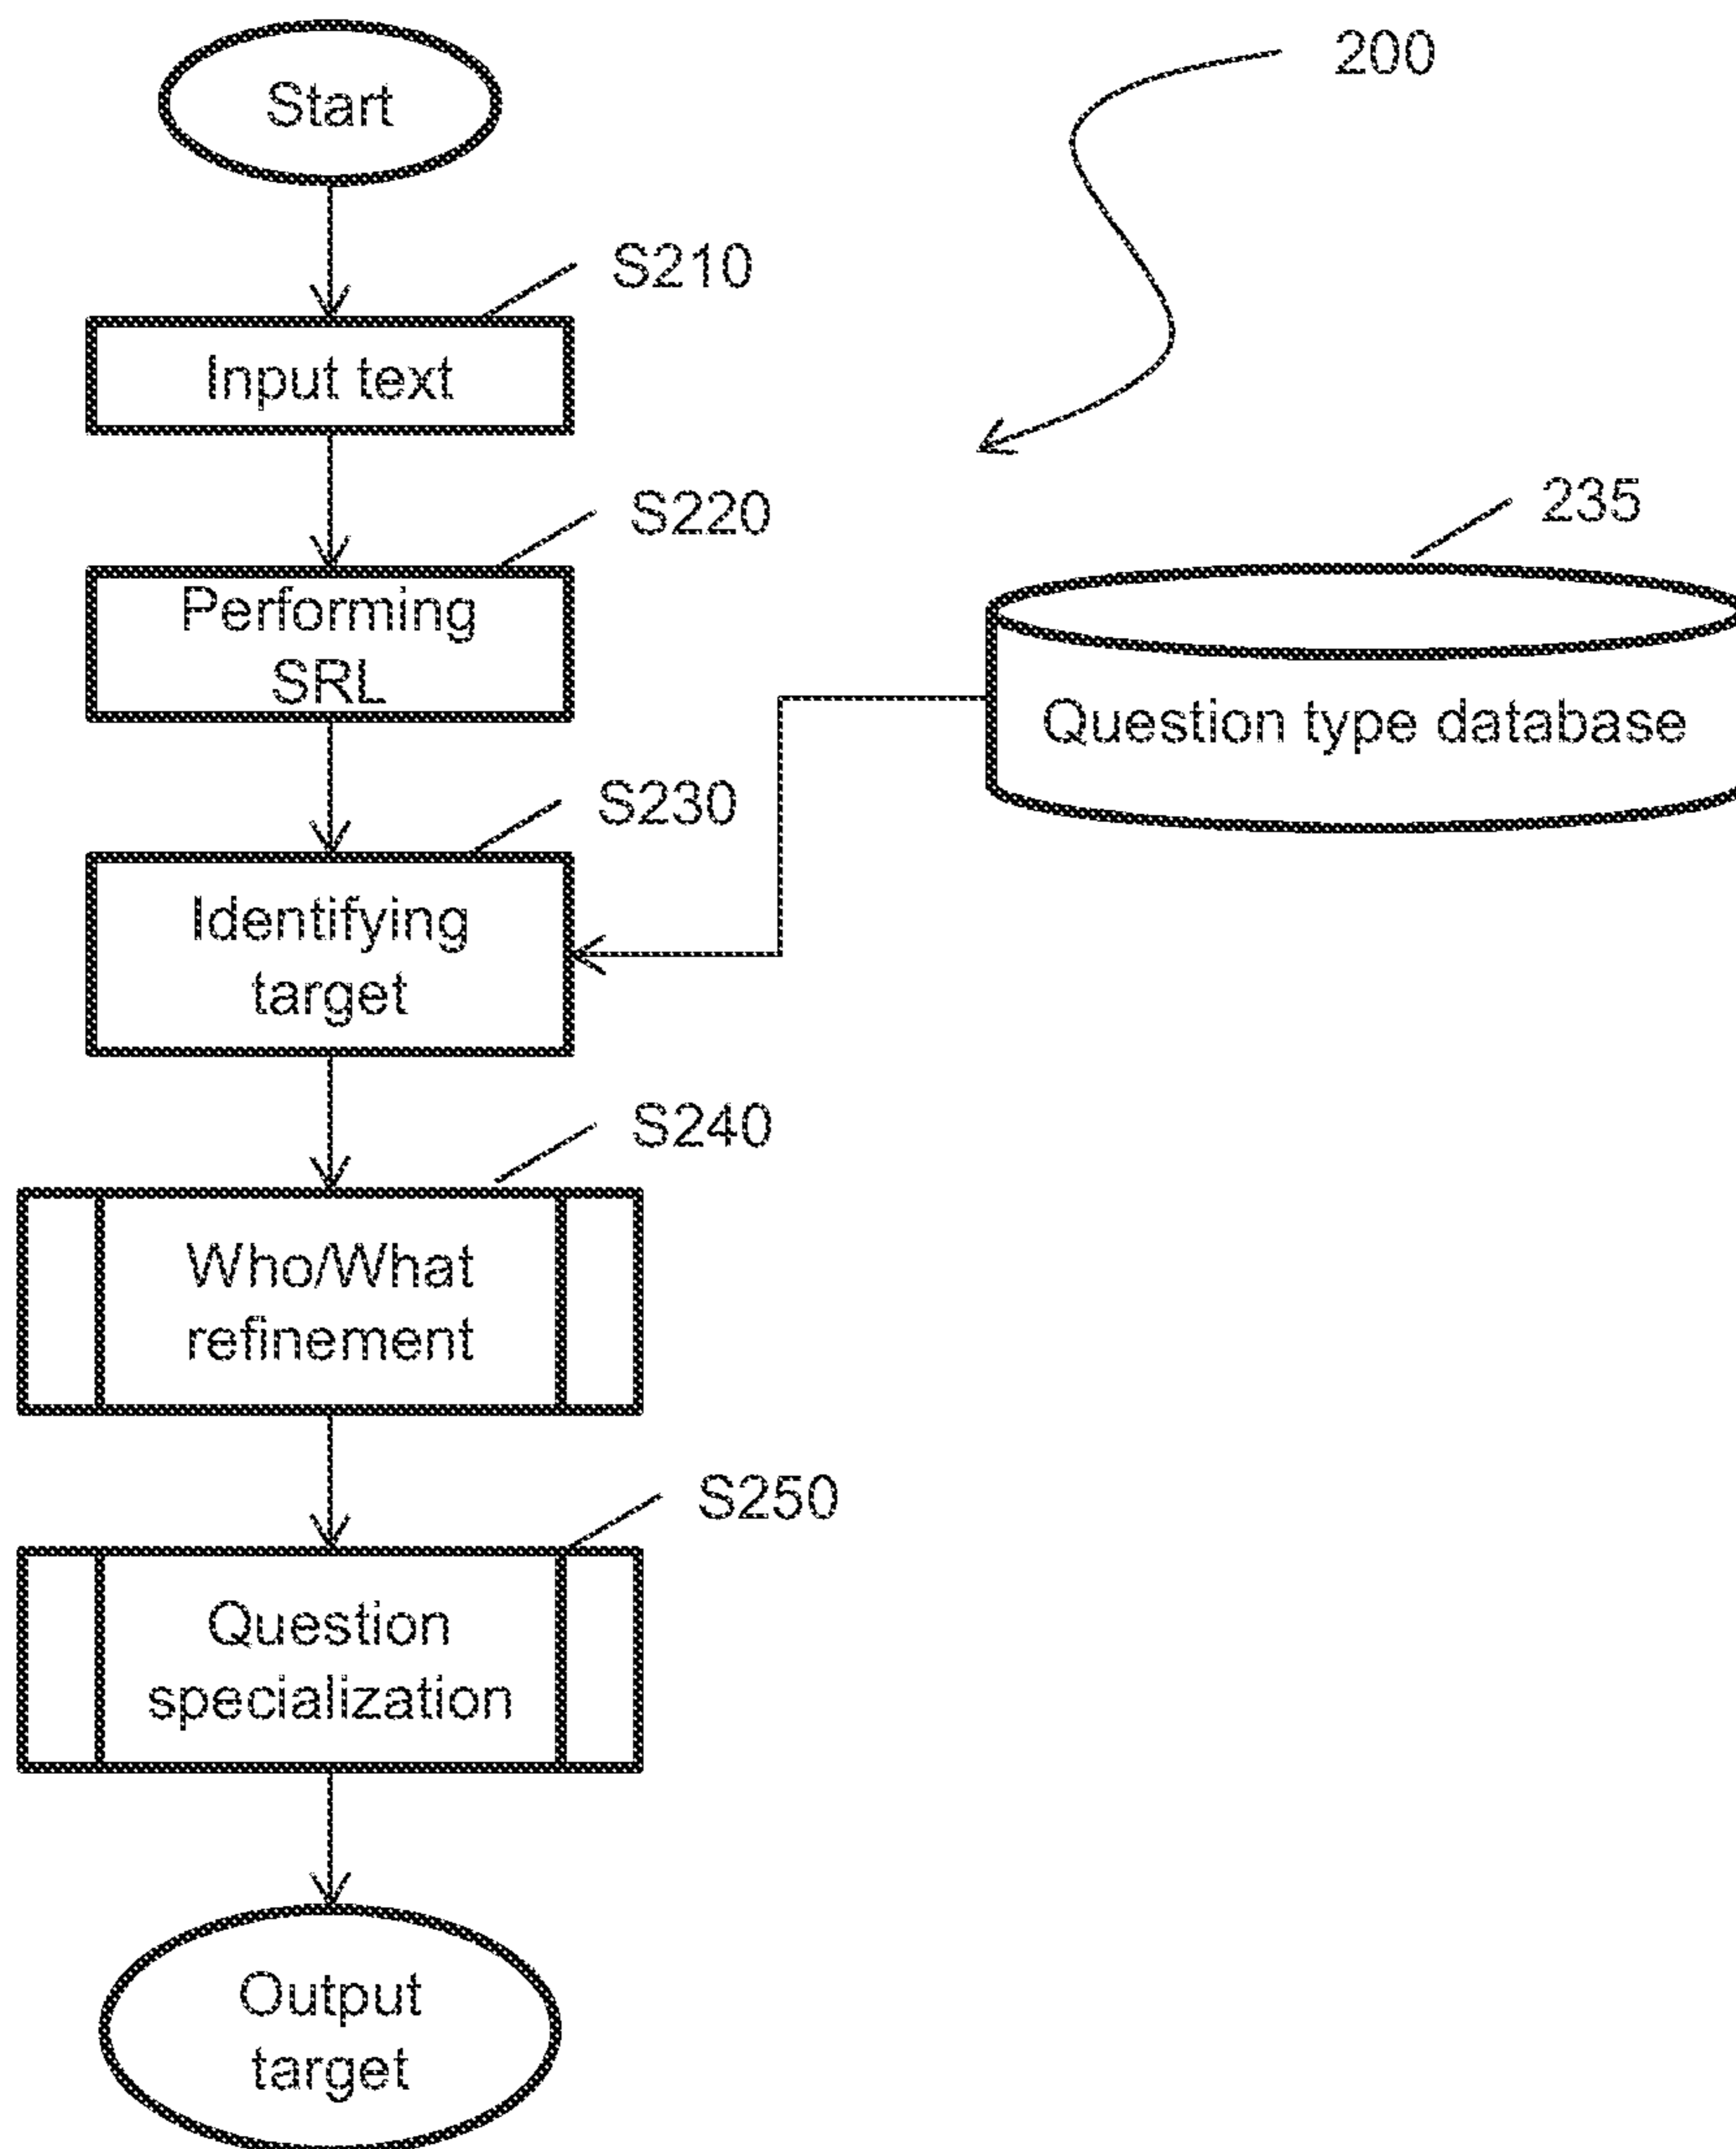 Start
200
S210
Input text
S220
Performing
SRL
235
Question type database
S230
Identifying
target
S240
Who/What
refinement
S250
Question
specialization
Output
target